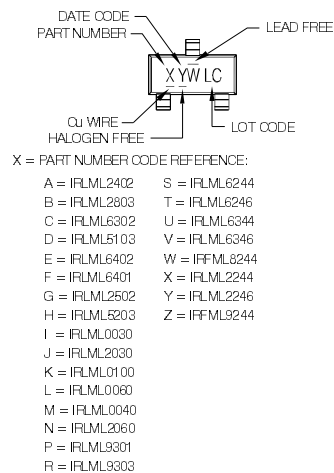 DATE CODE
PART NUMBER
LEAD FREE
X Y W LC
Cu WIRE
HALOGEN FREE
LOT CODE
X = PART NUMBER CODE REFERENCE:
A = IRLML2402 S = IRLML6244
B = IRLML2803 T = IRLML6246
C = IRLML6302 U = IRLML6344
D = IRLML5103 V = IRLML6346
E = IRLML6402 W = IRFML8244
F = IRLML6401 X = IRLML2244
G = IRLML2502 Y = IRLML2246
H = IRLML5203 Z = IRFML9244
I = IRLML0030
J = IRLML2030
K = IRLML0100
L = IRLML0060
M = IRLML0040
N = IRLML2060
P = IRLML9301
R = IRLML9303